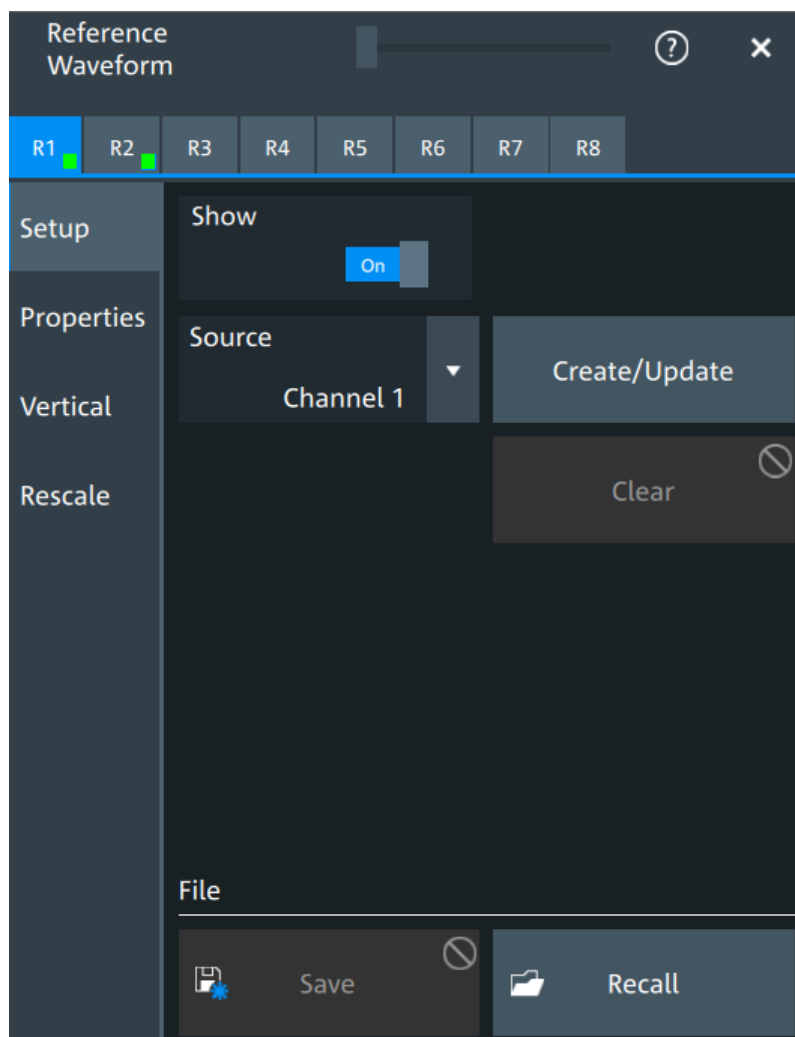 Reference
Waveform
?
R1 R2 R3 R4 R5 R6 R7 R8
Setup
Show
On
Properties
Source
Channel 1
Create/Update
Vertical
Clear
Rescale
File
Save
Recall